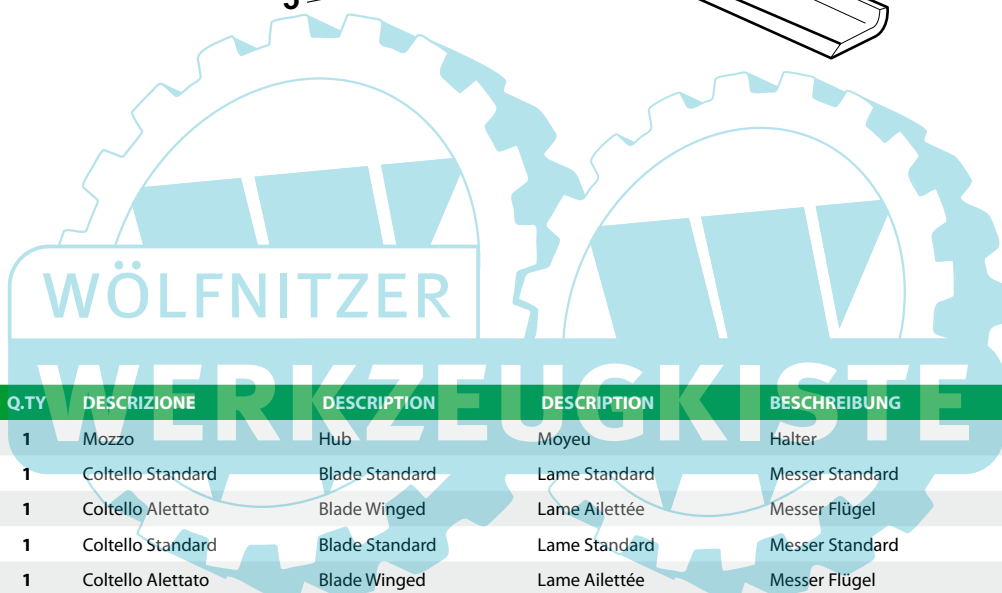 5
WÖLFNITZER
WERKZEUGKISTE
Q.TY DESCRIZIONE DESCRIPTION DESCRIPTION BESCHREIBUNG
1 Mozzo Hub Moyeu Halter
1 Coltello Standard Blade Standard Lame Standard Messer Standard
1 Coltello Alettato Blade Winged Lame Ailettée Messer Flügel
1 Coltello Standard Blade Standard Lame Standard Messer Standard
1 Coltello Alettato Blade Winged Lame Ailettée Messer Flügel